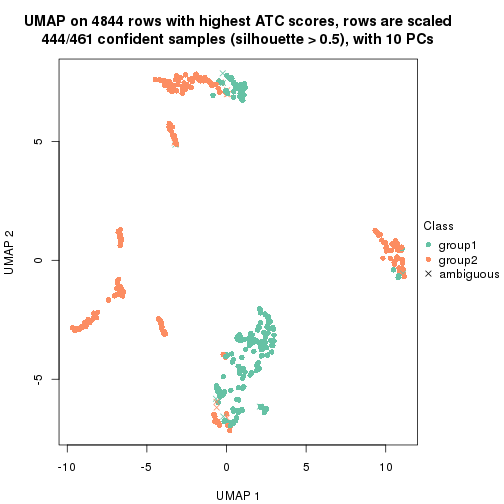 UMAP on 4844 rows with highest ATC scores, rows are scaled
444/461 confident samples (silhouette > 0.5), with 10 PCs
5
0
-5
UMAP 2
-10
-5
0
5
10
UMAP 1
Class
group1
group2
ambiguous